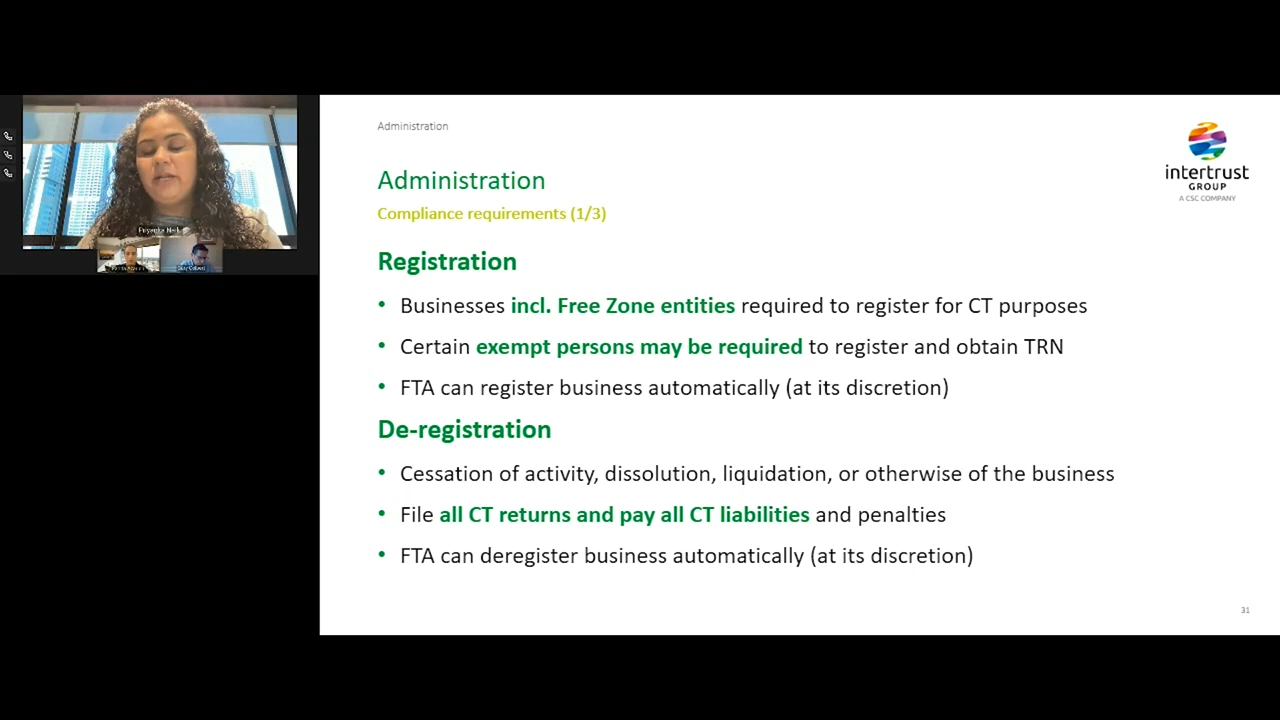 Administration
intertrust
GROUP
A CSC COMPANY
Administration
Compliance requirements (1/3)
Registration
• Businesses incl. Free Zone entities required to register for CT purposes
• Certain exempt persons may be required to register and obtain TRN
• FTA can register business automatically (at its discretion)
De-registration
• Cessation of activity, dissolution, liquidation, or otherwise of the business
• File all CT returns and pay all CT liabilities and penalties
• FTA can deregister business automatically (at its discretion)
31
Priyanka Naik